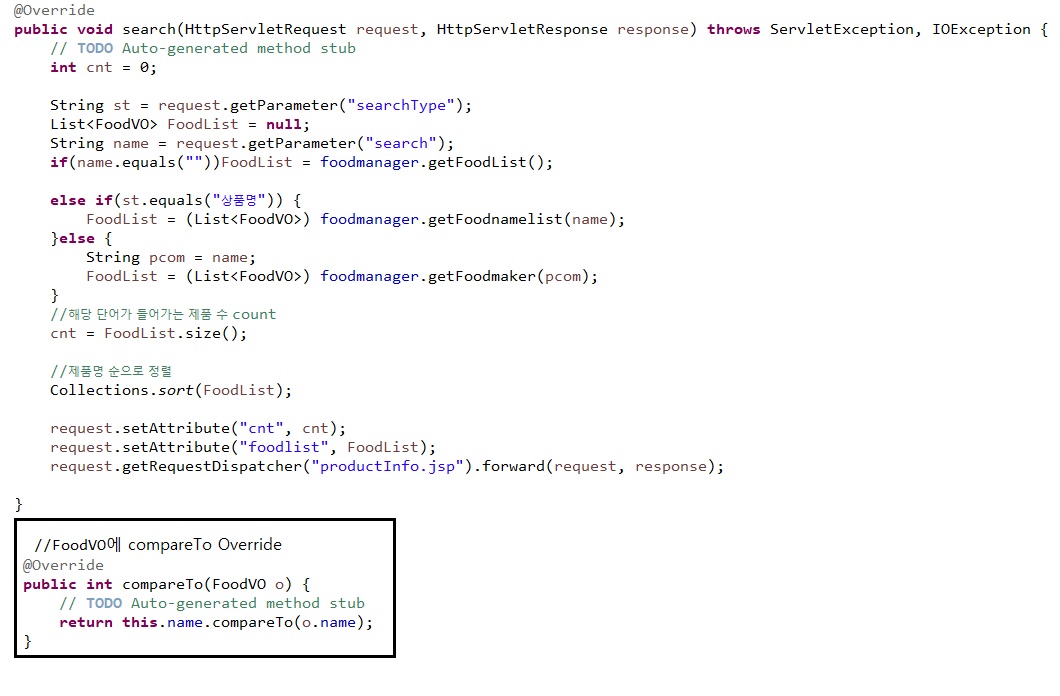 @Override
public void search(HttpServletRequest request, HttpServletResponse response) throws ServletException, IOException {
    // TODO Auto-generated method stub
    int cnt = 0;
    String st = request.getParameter("searchType");
    List<FoodVO> FoodList = null;
    String name = request.getParameter("search");
    if(name.equals(""))FoodList = foodmanager.getFoodList();
    else if(st.equals("상품명")) {
        FoodList = (List<FoodVO>) foodmanager.getFoodnamelist(name);
    }else {
        String pcom = name;
        FoodList = (List<FoodVO>) foodmanager.getFoodmaker(pcom);
    }
    //해당 단어가 들어가는 제품 수 count
    cnt = FoodList.size();
    //제품명 순으로 정렬
    Collections.sort(FoodList);
    request.setAttribute("cnt", cnt);
    request.setAttribute("foodlist", FoodList);
    request.getRequestDispatcher("productInfo.jsp").forward(request, response);
}
//FoodVO에 compareTo Override
@Override
public int compareTo(FoodVO o) {
    // TODO Auto-generated method stub
    return this.name.compareTo(o.name);
}